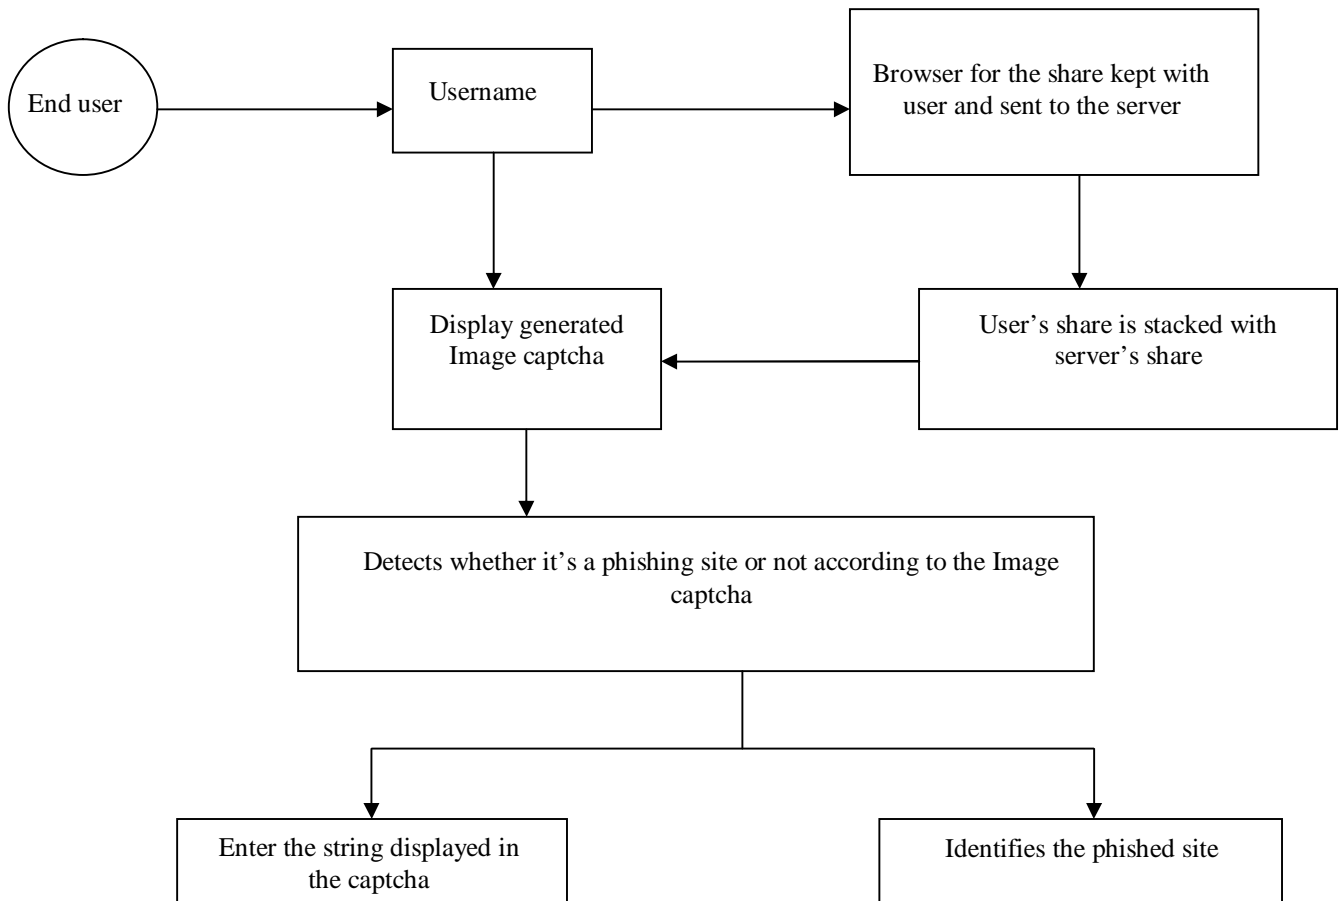 End user
Username
Browser for the share kept with
user and sent to the server
Display generated
Image captcha
User’s share is stacked with
server’s share
Detects whether it’s a phishing site or not according to the Image
captcha
Enter the string displayed in
the captcha
Identifies the phished site